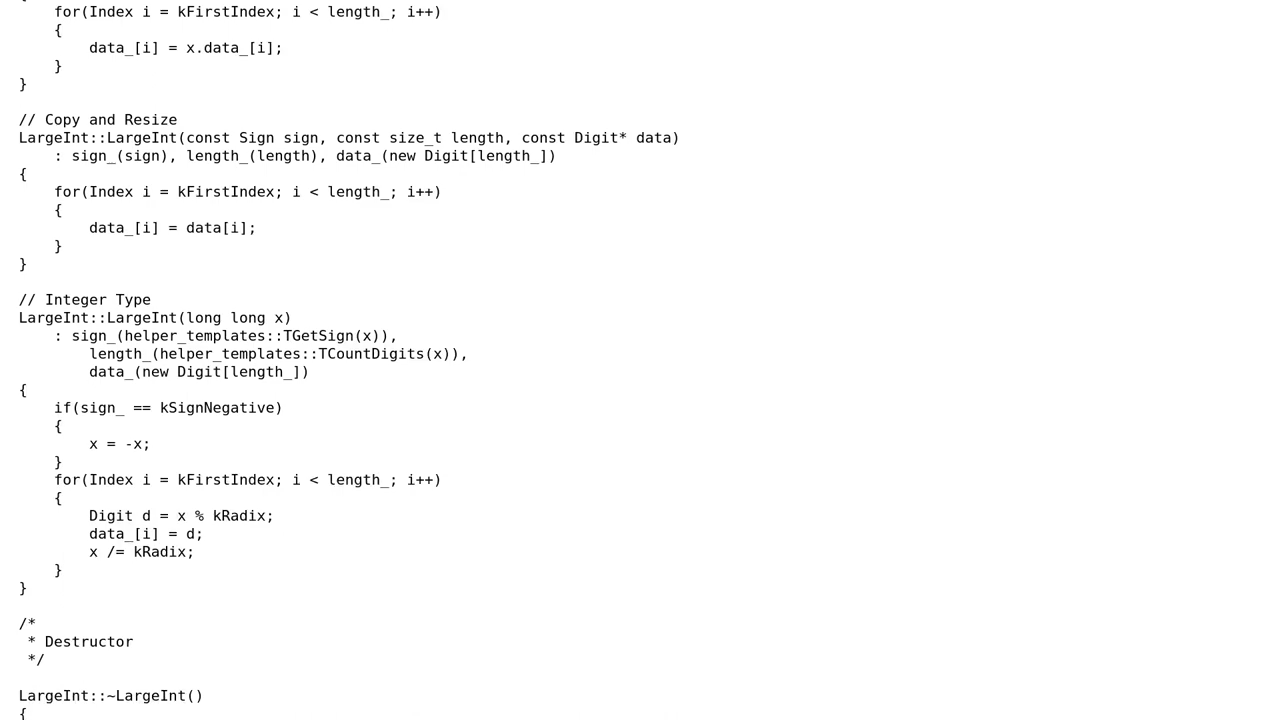 for(Index i = kFirstIndex; i < length_; i++)
{
data_[i] = x.data_[i];
}
}
// Copy and Resize
LargeInt::LargeInt(const Sign sign, const size_t length, const Digit* data)
: sign_(sign), length_(length), data_(new Digit[length_])
{
for(Index i = kFirstIndex; i < length_; i++)
{
data_[i] = data[i];
}
}
// Integer Type
LargeInt::LargeInt(long long x)
: sign_(helper_templates::TGetSign(x)),
length_(helper_templates::TCountDigits(x)),
data_(new Digit[length_])
{
if(sign_ == kSignNegative)
{
x = -x;
}
for(Index i = kFirstIndex; i < length_; i++)
{
Digit d = x % kRadix;
data_[i] = d;
x /= kRadix;
}
}
/*
* Destructor
*/
LargeInt::~LargeInt()
{